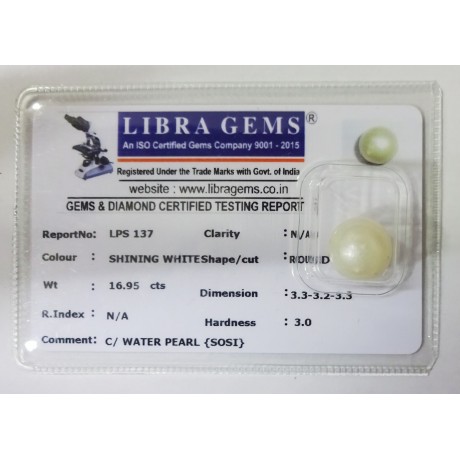 LIBRA GEMS ®
An ISO Certified Gems Company 9001 - 2015
Registered Under the Trade Marks with Govt. of India
website : www.libragems.co.in
GEMS & DIAMOND CERTIFIED TESTING REPORT
ReportNo: LPS 137 Clarity : N/A
Colour : SHINING WHITE Shape/cut : ROUND
Wt : 16.95 cts Dimension : 3.3-3.2-3.3
R.Index : N/A Hardness : 3.0
Comment: C/ WATER PEARL {SOSI}